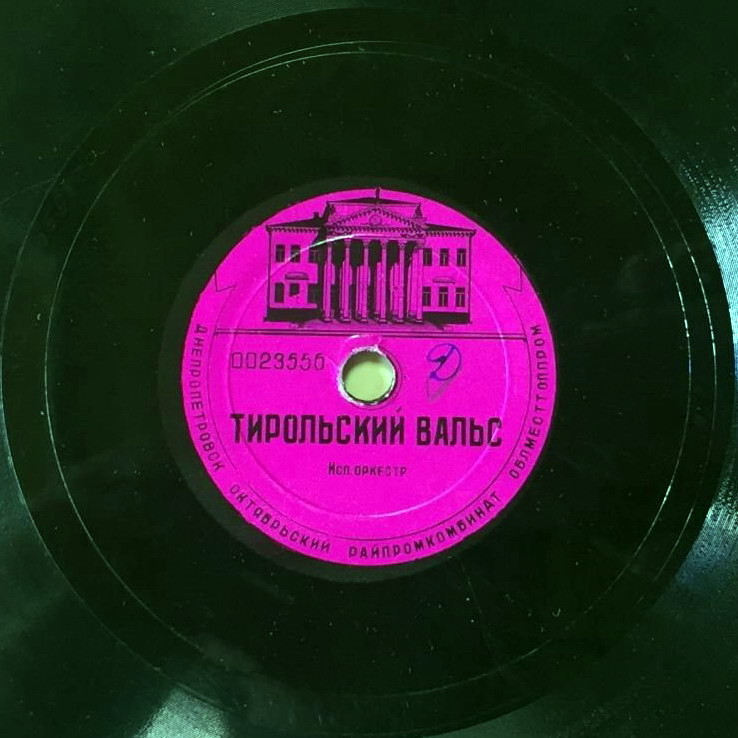 0023556
ТИРОЛЬСКИЙ ВАЛЬС
Исп. ОРКЕСТР
ДНЕПРОПЕТРОВСК ОКТЯБРЬСКИЙ РАЙПРОМКОМБИНАТ ОБЛМЕСТТОППРОМ